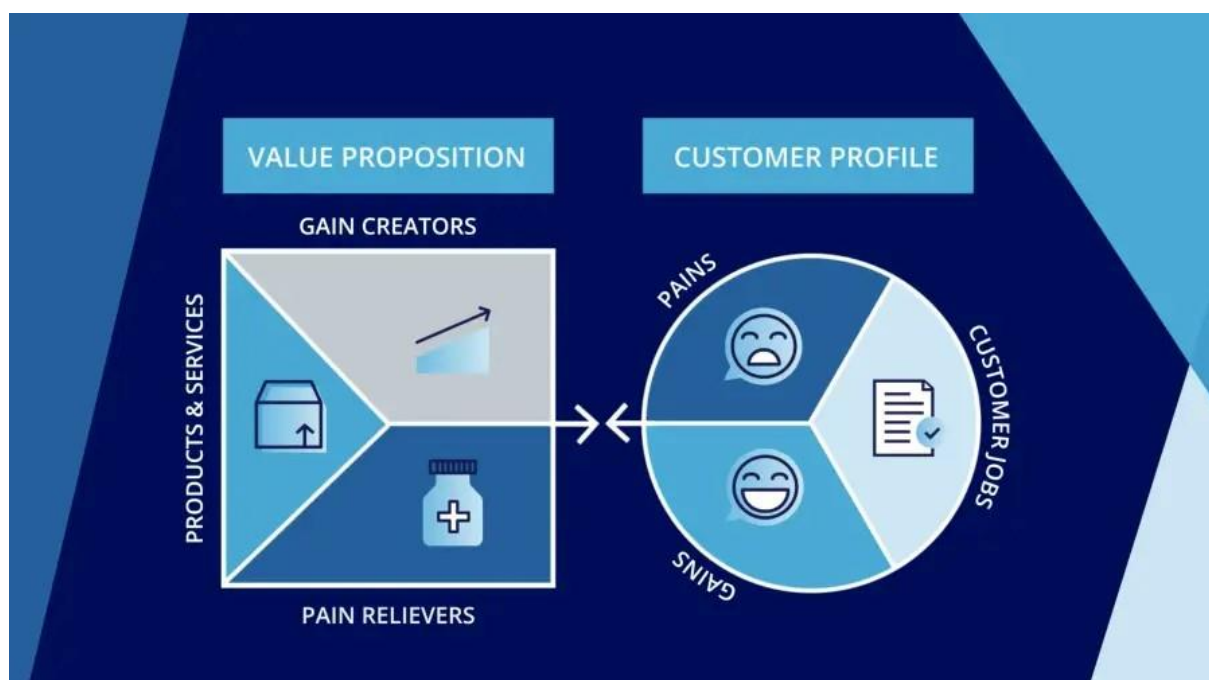 VALUE PROPOSITION
CUSTOMER PROFILE
GAIN CREATORS
PRODUCTS & SERVICES
PAIN RELIEVERS
PAINS
CUSTOMER JOBS
GAINS